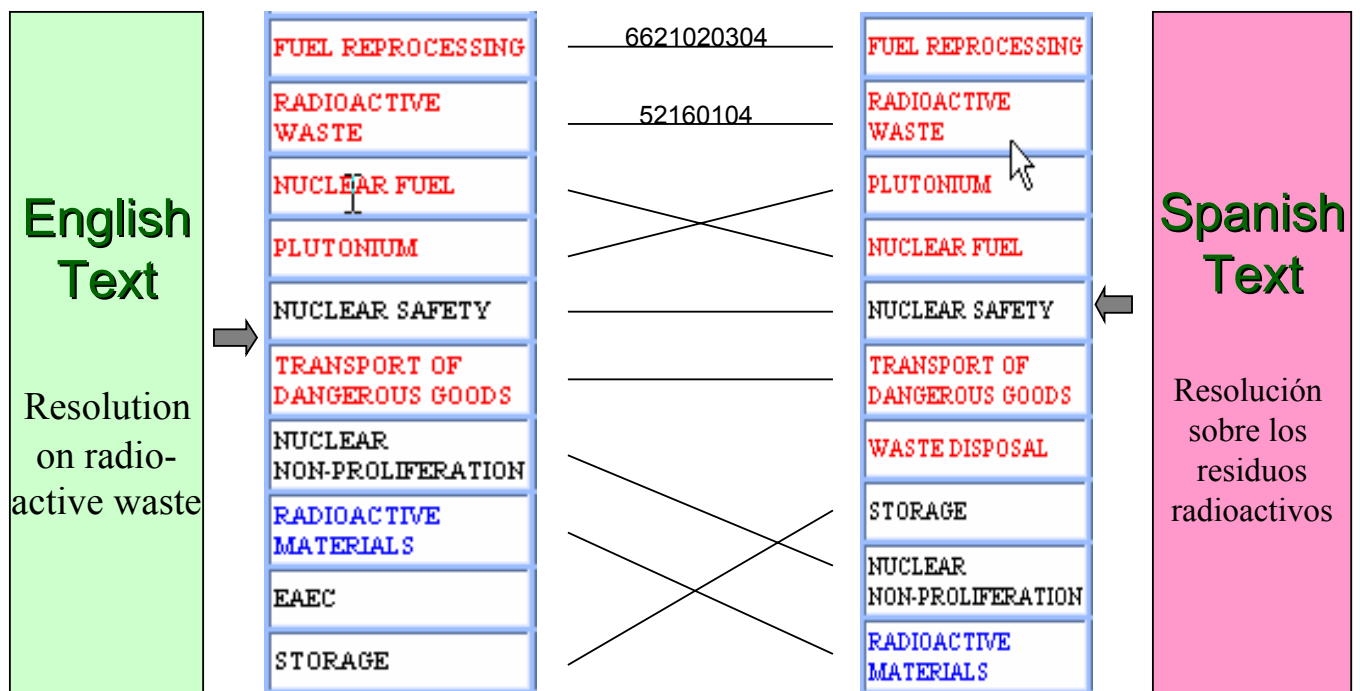 English
Text
Resolution
on radio-
active waste
FUEL REPROCESSING
RADIOACTIVE
WASTE
NUCLEAR FUEL
PLUTONIUM
NUCLEAR SAFETY
TRANSPORT OF
DANGEROUS GOODS
NUCLEAR
NON-PROLIFERATION
RADIOACTIVE
MATERIALS
EAEC
STORAGE
6621020304
52160104
FUEL REPROCESSING
RADIOACTIVE
WASTE
PLUTONIUM
NUCLEAR FUEL
NUCLEAR SAFETY
TRANSPORT OF
DANGEROUS GOODS
WASTE DISPOSAL
STORAGE
NUCLEAR
NON-PROLIFERATION
RADIOACTIVE
MATERIALS
Spanish
Text
Resolución
sobre los
residuos
radioactivos